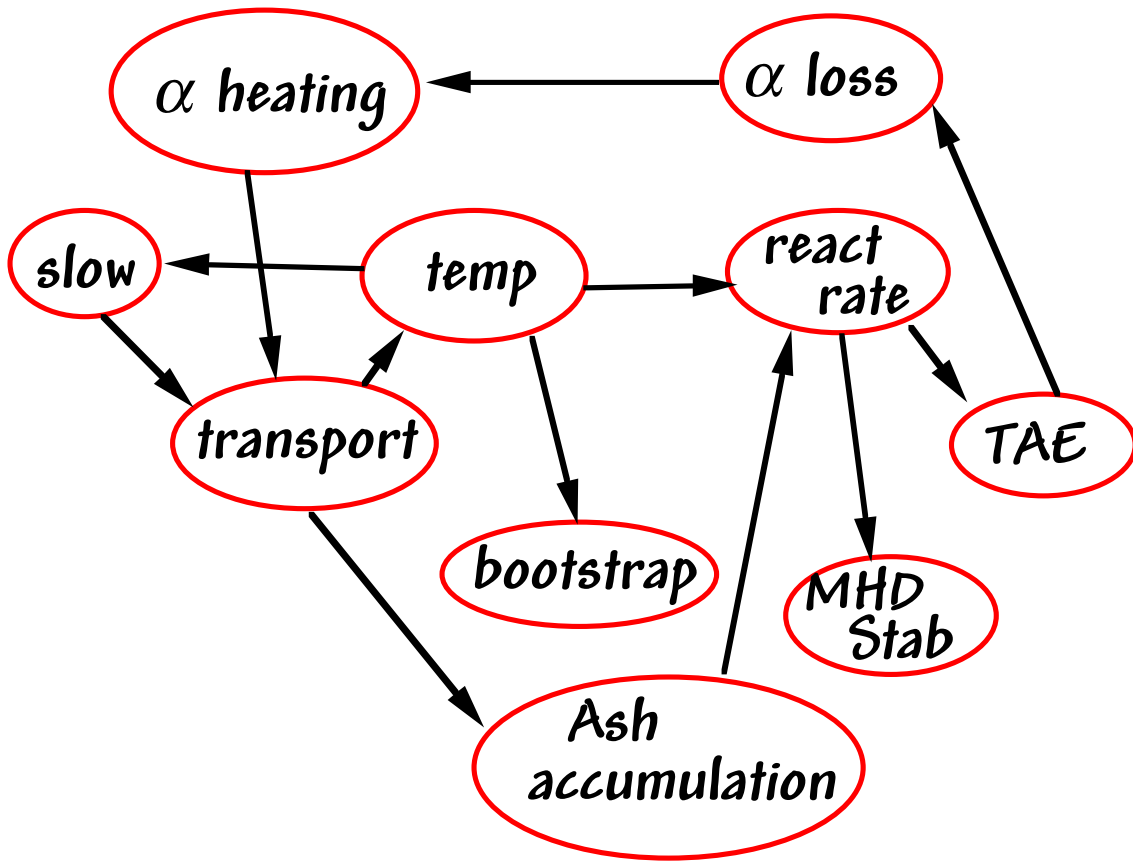 α heating
α loss
slow
temp
react
rate
transport
TAE
bootstrap
MHD
Stab
Ash
accumulation